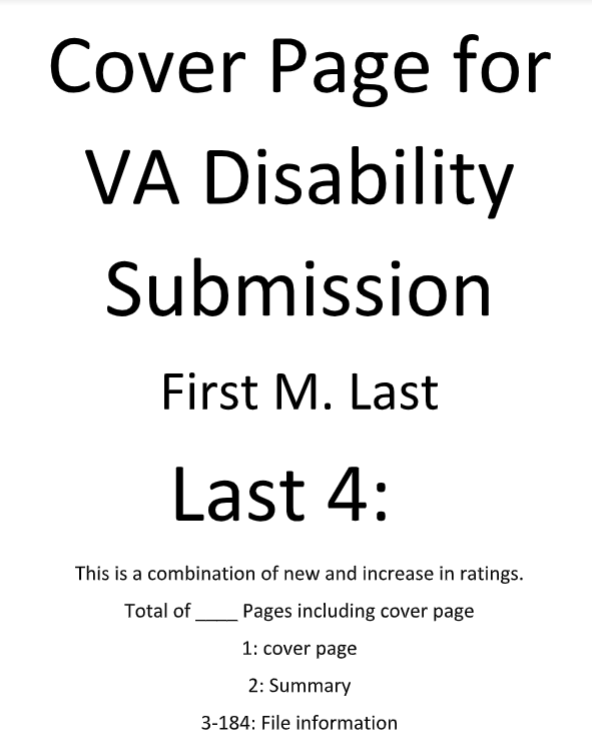 Cover Page for
VA Disability
Submission
First M. Last
Last 4:
This is a combination of new and increase in ratings.
Total of ____ Pages including cover page
1: cover page
2: Summary
3-184: File information